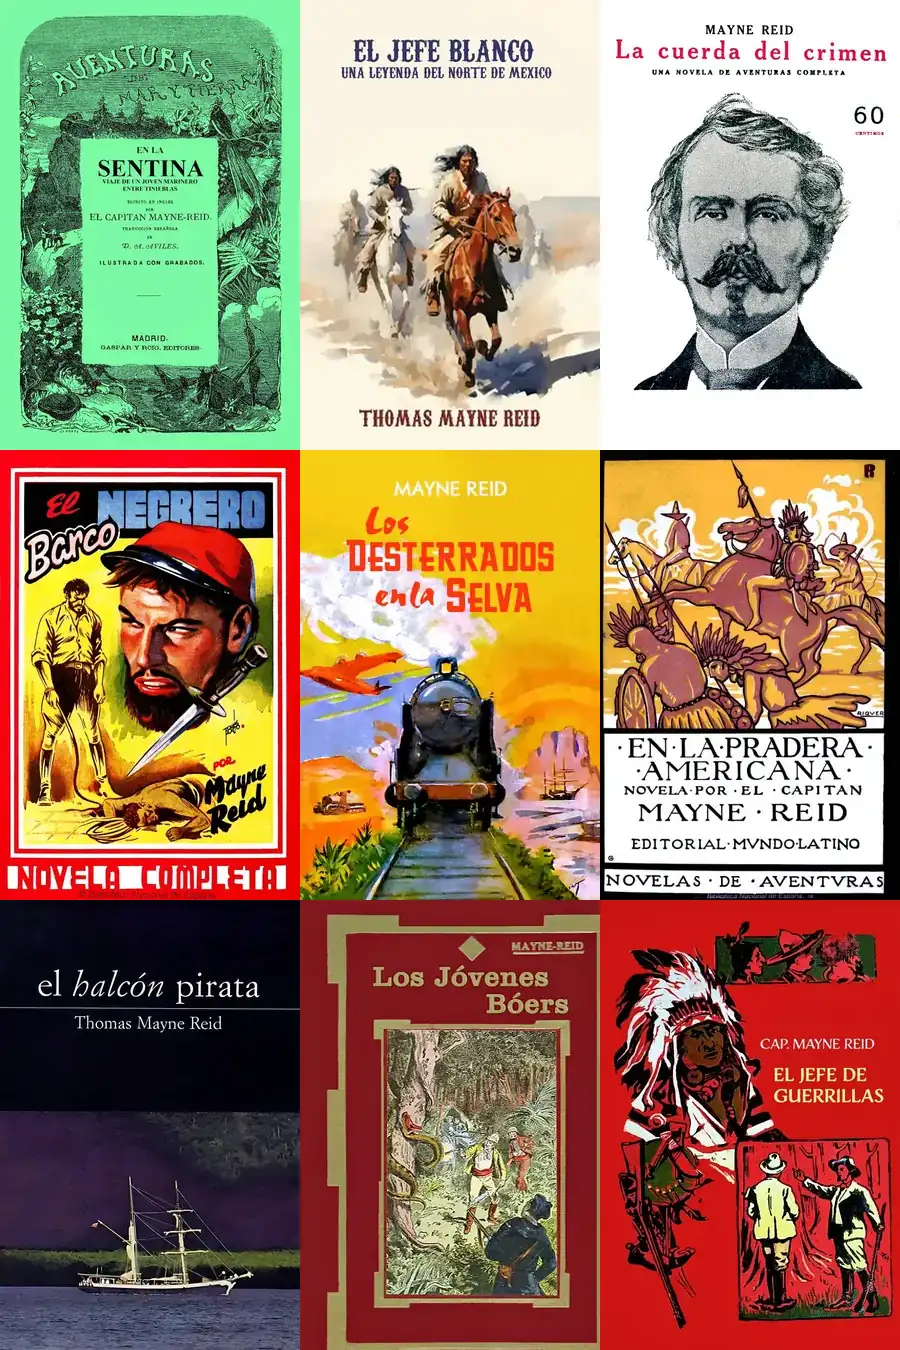 AVENTURAS
DE
MAR Y TIERRA
EN LA
SENTINA
VIAJE DE UN JOVEN MARINERO
ENTRE TINIEBLAS
ESCRITO EN INGLES
POR
EL CAPITAN MAYNE-REID.
TRADUCCION ESPAÑOLA
DE
D. A. AVILES.
ILUSTRADA CON GRABADOS.
MADRID-
GASPAR Y ROIG, EDITORES.
EL JEFE BLANCO
UNA LEYENDA DEL NORTE DE MEXICO
THOMAS MAYNE REID
MAYNE REID
La cuerda del crimen
UNA NOVELA DE AVENTURAS COMPLETA
60
CENTIMOS
El NEGRERO
Barco
POR
Mayne
Reid
NOVELA COMPLETA
MAYNE REID
Los
DESTERRADOS
en la SELVA
R
RIQUER
·EN·LA·PRADERA·
·AMERICANA·
NOVELA·POR·EL·CAPITAN
MAYNE·REID
EDITORIAL·MVNDO·LATINO
NOVELAS·DE·AVENTVRAS
Biblioteca Nacional de España
el halcón pirata
Thomas Mayne Reid
MAYNE-REID
Los Jóvenes
Bóers
CAP. MAYNE REID
EL JEFE DE
GUERRILLAS